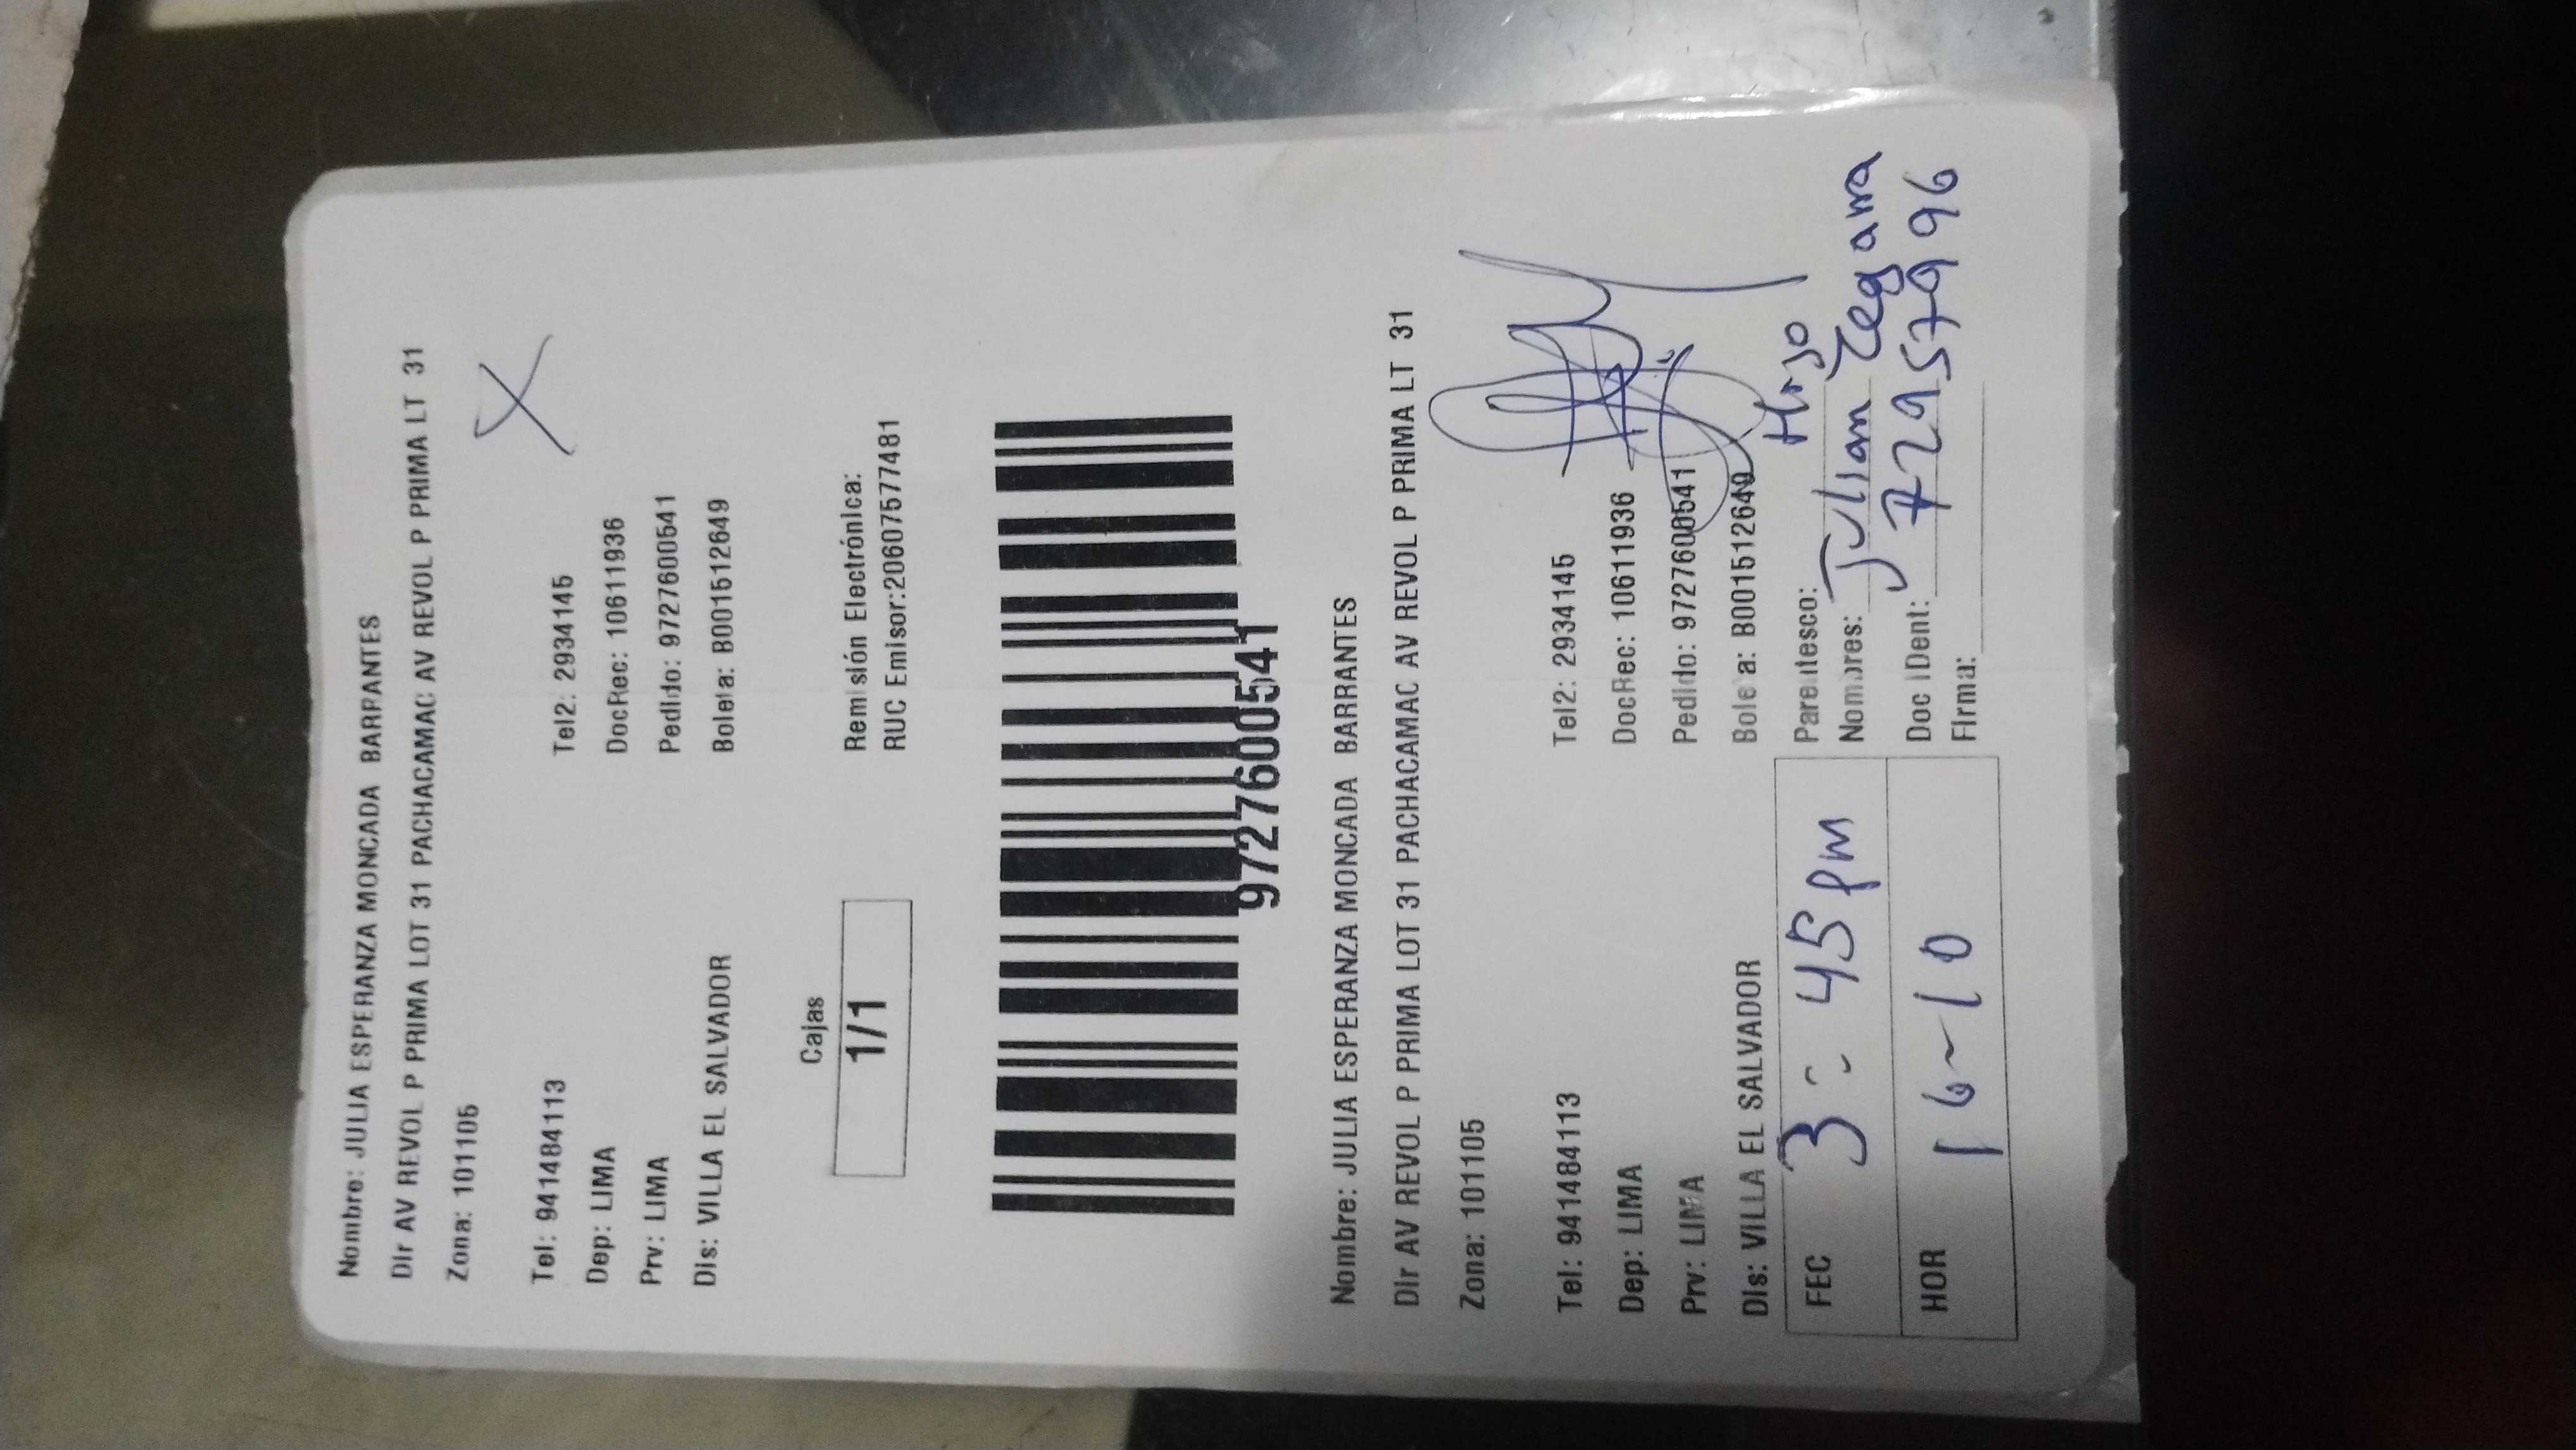 Nombre: JULIA ESPERANZA MONCADA BARRANTES
Dir AV REVOL P PRIMA LOT 31 PACHACAMAC AV REVOL P PRIMA LT 31
Zona: 101105
Tel: 941484113 Tel2: 2934145
Dep: LIMA DocRec: 10611936
Prv: LIMA Pedido: 9727600541
Dis: VILLA EL SALVADOR Boleta: B001512649
Cajas
1/1
Remisión Electrónica:
RUC Emisor:20607577481
9727600541
Nombre: JULIA ESPERANZA MONCADA BARRANTES
Dir AV REVOL P PRIMA LOT 31 PACHACAMAC AV REVOL P PRIMA LT 31
Zona: 101105
Tel: 941484113 Tel2: 2934145
Dep: LIMA DocRec: 10611936
Prv: LIMA Pedido: 9727600541
Dis: VILLA EL SALVADOR Boleta: B001512649
FEC 3:45 pm
HOR 16-10
Parentesco: Hijo
Nombres: Julian
Doc IDent: 72957996
Firma: